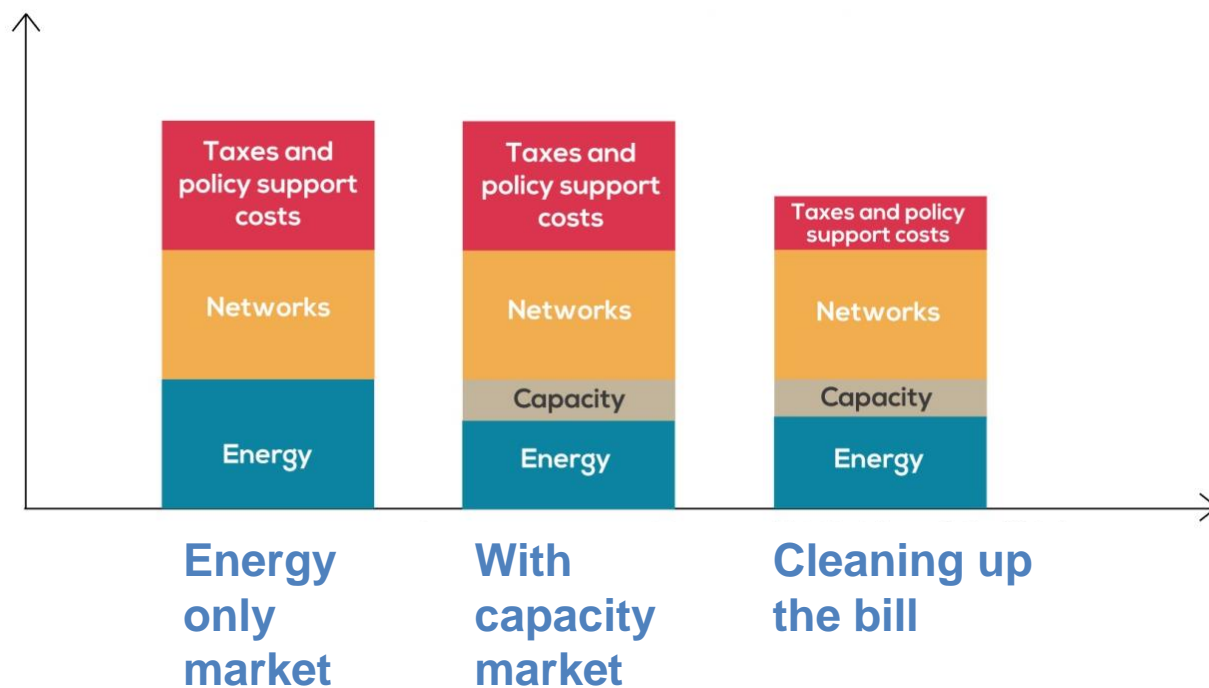 Taxes and
policy support
costs
Networks
Energy
Taxes and
policy support
costs
Networks
Capacity
Energy
Taxes and policy
support costs
Networks
Capacity
Energy
Energy
only
market
With
capacity
market
Cleaning up
the bill